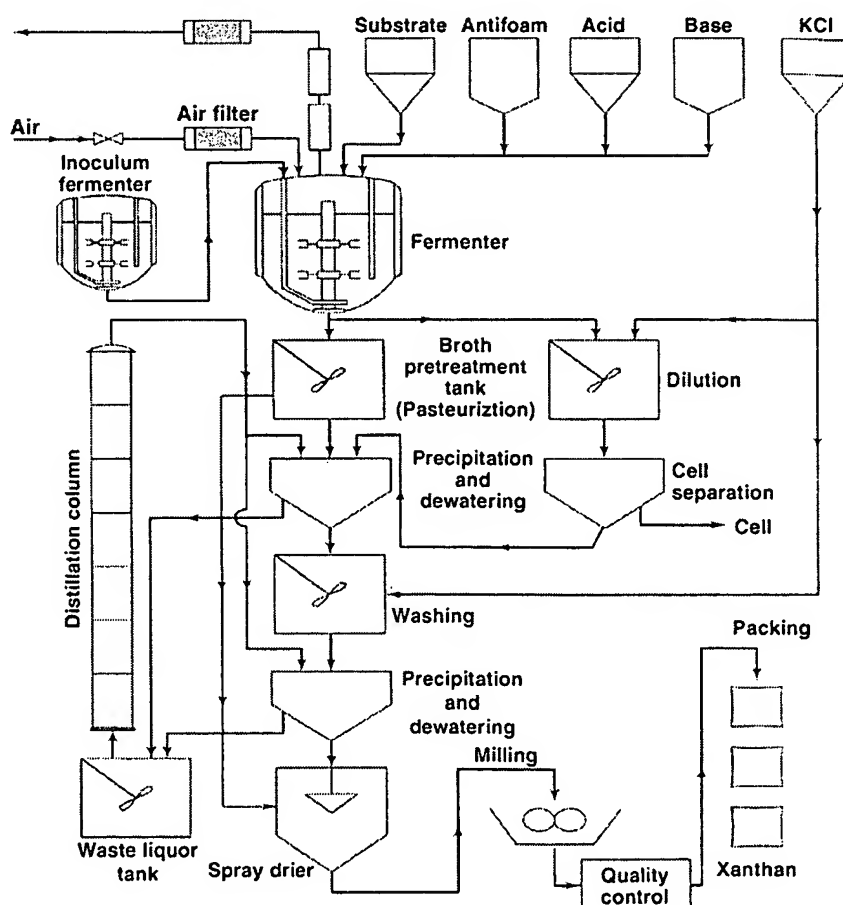 Substrate Antifoam Acid Base KCl
Air filter
Air
Inoculum
fermenter
Fermenter
Broth
pretreatment
tank
(Pasteuriztion)
Dilution
Precipitation
and
dewatering
Cell
separation
Cell
Distillation column
Washing
Packing
Precipitation
and
dewatering
Milling
Waste liquor
tank
Spray drier
Quality
control
Xanthan